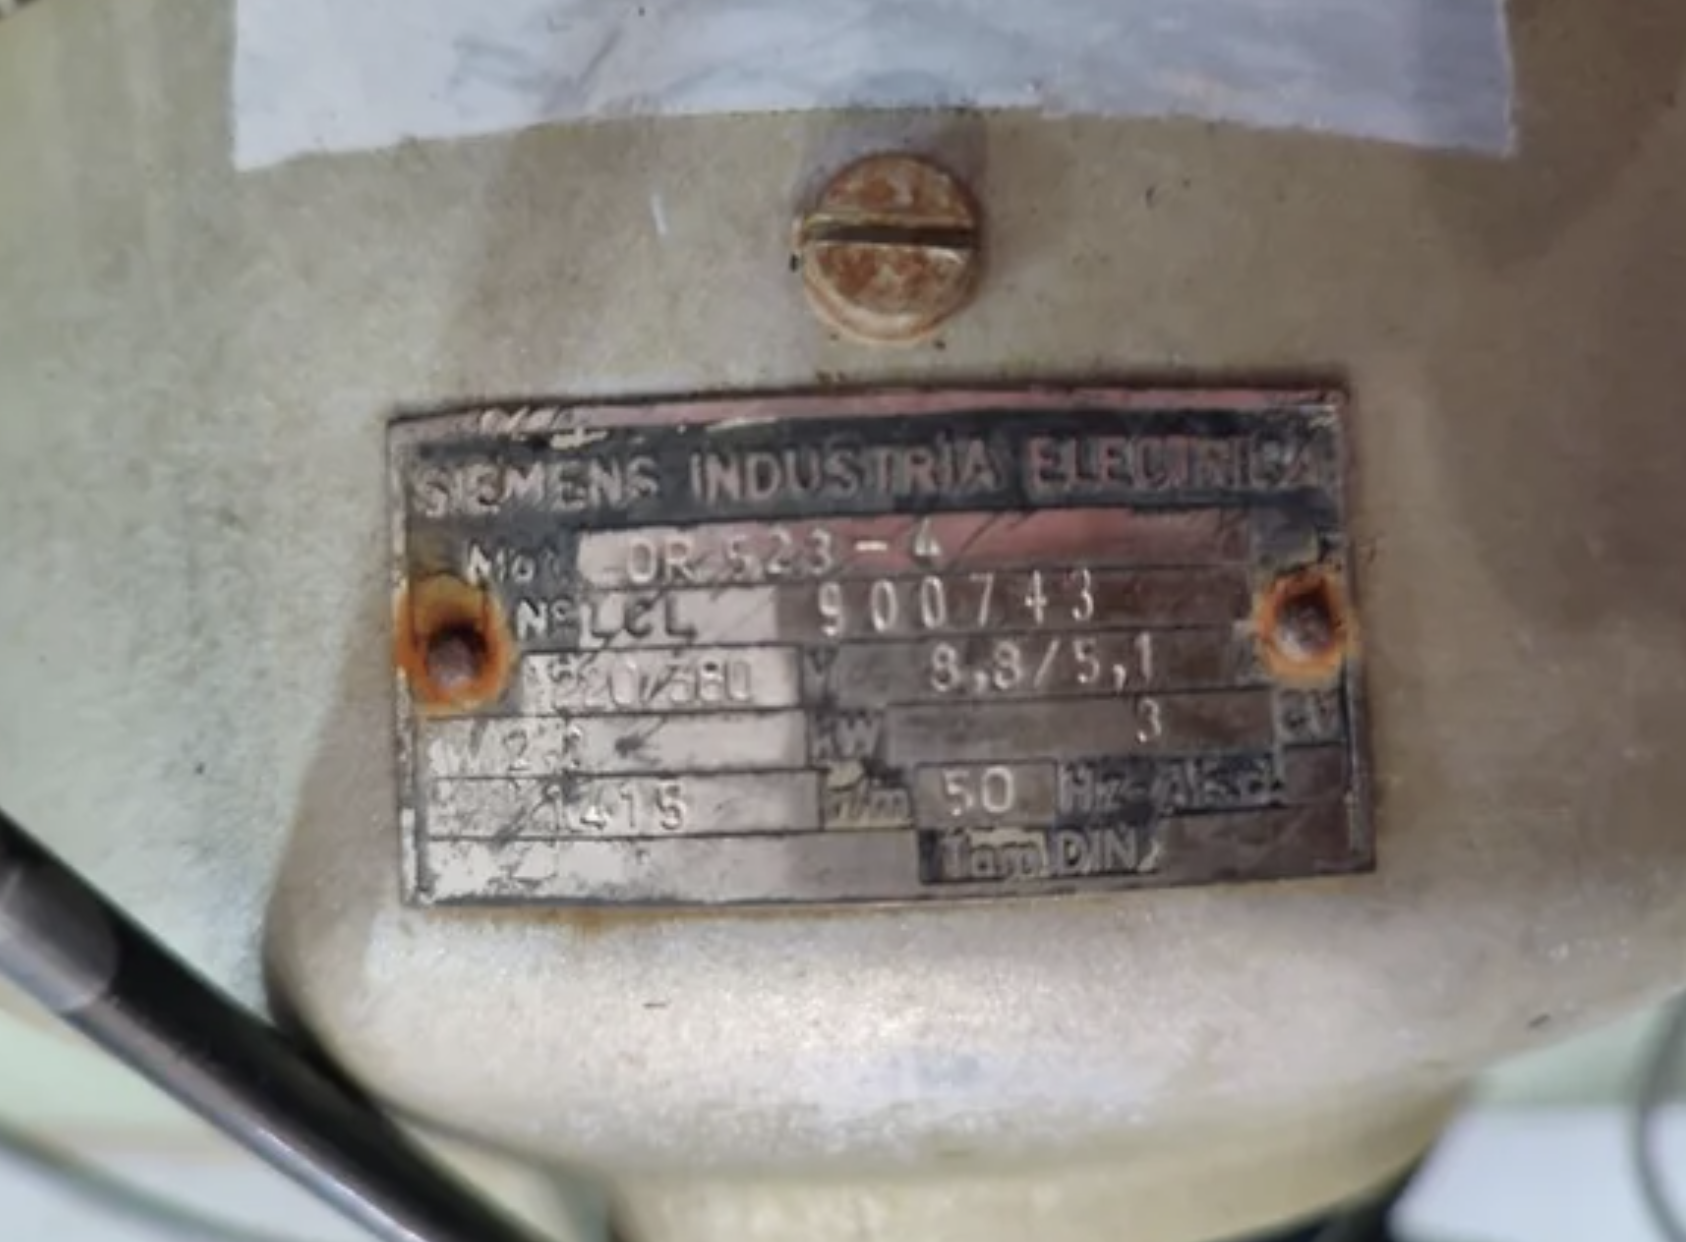 SIEMENS INDUSTRIA ELECTRICA
Mot. OR 523-4
Nº LCL 900743
220/380 V 8,8/5,1
kW 3 CV
1415 50 Hz
DIN